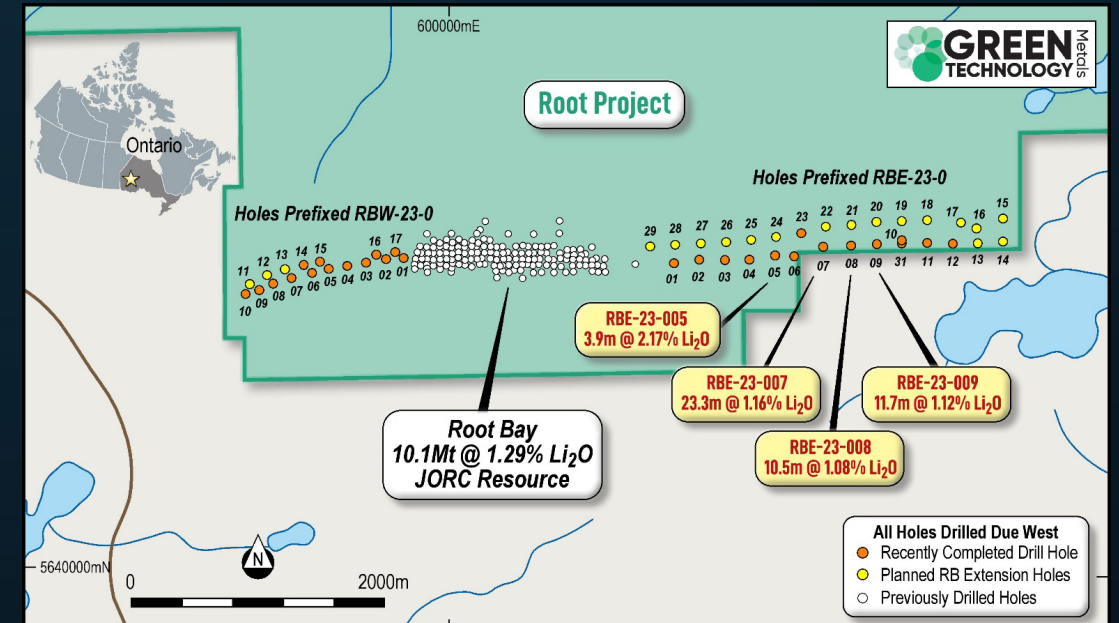 600000mE
GREEN
TECHNOLOGY
Metals
Root Project
Ontario
Holes Prefixed RBE-23-0
Holes Prefixed RBW-23-0
11 12 13 14 15 16 17
10 09 08 07 06 05 04 03 02 01
29 28 27 26 25 24 23 22 21 20 19 18 17 16 15
10
01 02 03 04 05 06 07 08 09 31 11 12 13 14
RBE-23-005
3.9m @ 2.17% Li₂O
RBE-23-007
23.3m @ 1.16% Li₂O
RBE-23-009
11.7m @ 1.12% Li₂O
RBE-23-008
10.5m @ 1.08% Li₂O
Root Bay
10.1Mt @ 1.29% Li₂O
JORC Resource
5640000mN
N
0 2000m
All Holes Drilled Due West
Recently Completed Drill Hole
Planned RB Extension Holes
Previously Drilled Holes